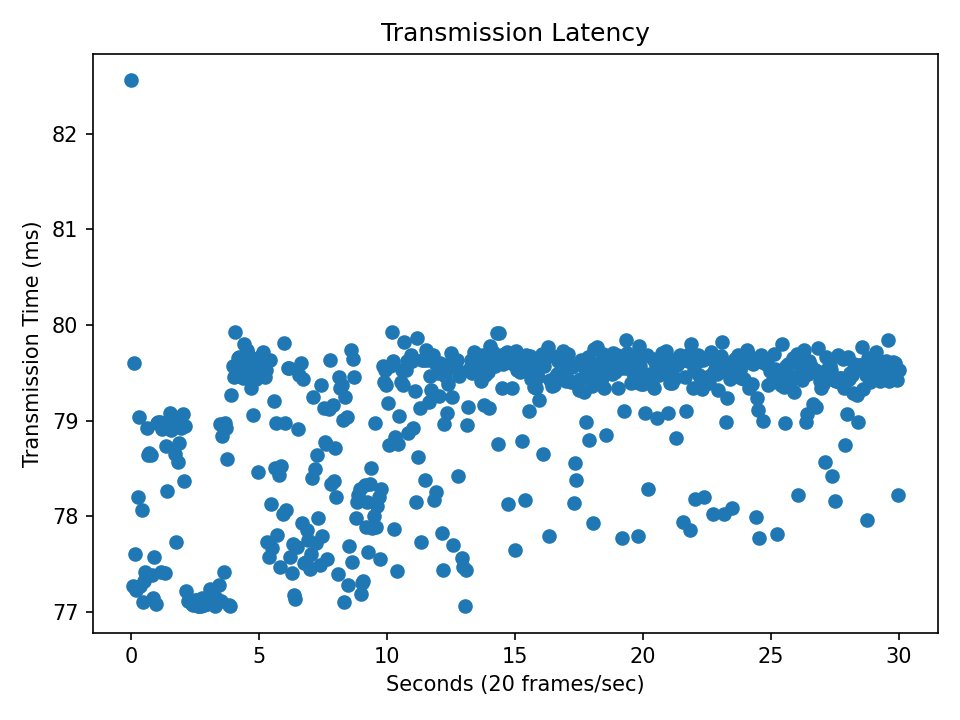 Transmission Latency
Transmission Time (ms)
82
81
80
79
78
77
0 5 10 15 20 25 30
Seconds (20 frames/sec)